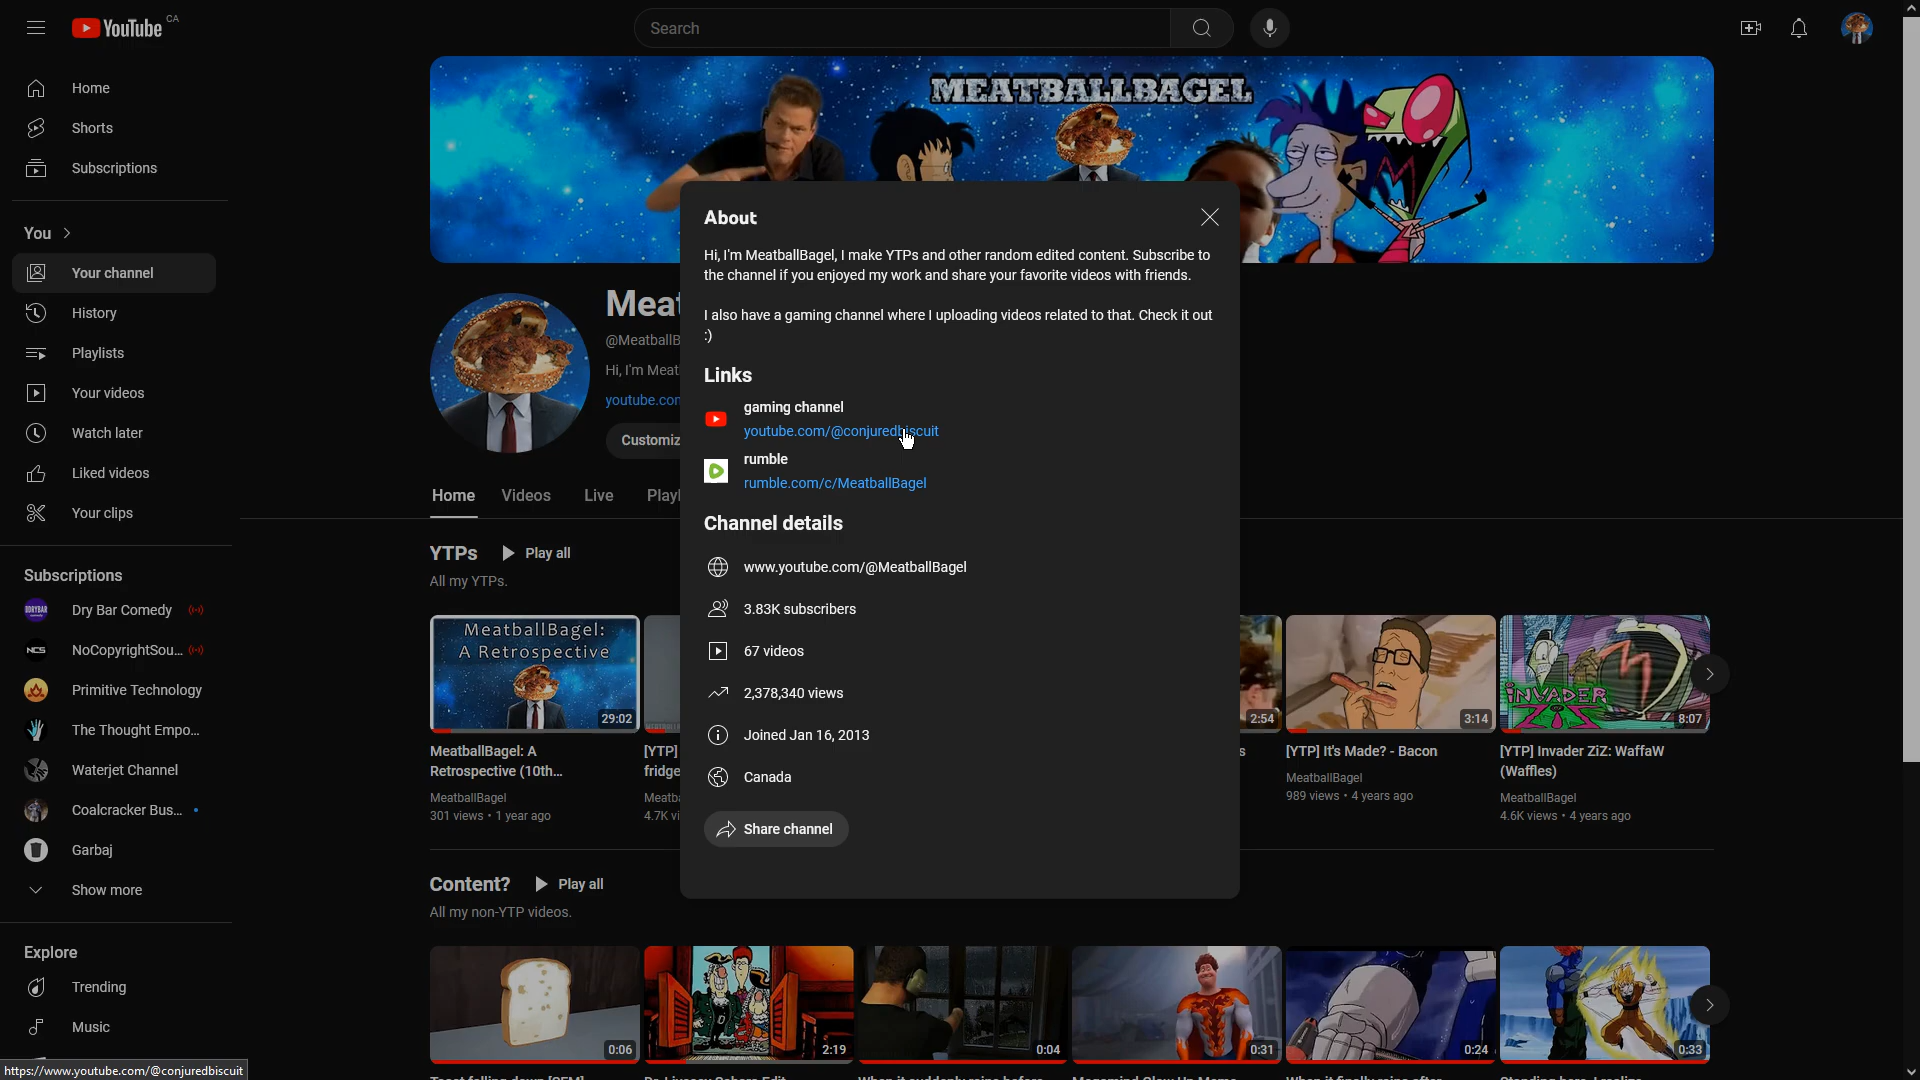 YouTube CA
Search
Home
Shorts
Subscriptions
You
Your channel
History
Playlists
Your videos
Watch later
Liked videos
Your clips
Subscriptions
Dry Bar Comedy
NoCopyrightSou...
Primitive Technology
The Thought Empo...
Waterjet Channel
Coalcracker Bus...
Garbaj
Show more
Explore
Trending
Music
https://www.youtube.com/@conjuredbiscuit
MEATBALLBAGEL
Meat
@MeatballB
Hi, I'm Meat
youtube.con
Customiz
Home Videos Live Playl
About
Hi, I'm MeatballBagel, I make YTPs and other random edited content. Subscribe to
the channel if you enjoyed my work and share your favorite videos with friends.
I also have a gaming channel where I uploading videos related to that. Check it out
:)
Links
gaming channel
youtube.com/@conjuredbiscuit
rumble
rumble.com/c/MeatballBagel
Channel details
www.youtube.com/@MeatballBagel
3.83K subscribers
67 videos
2,378,340 views
Joined Jan 16, 2013
Canada
Share channel
YTPs Play all
All my YTPs.
MeatballBagel:
A Retrospective
29:02
MeatballBagel: A
Retrospective (10th...
MeatballBagel
301 views • 1 year ago
[YTP]
fridge
Meatba
4.7K vi
2:54
s
3:14
[YTP] It's Made? - Bacon
MeatballBagel
989 views • 4 years ago
INVADER
8:07
[YTP] Invader ZiZ: WaffaW
(Waffles)
MeatballBagel
4.6K views • 4 years ago
Content? Play all
All my non-YTP videos.
0:06
2:19
0:04
0:31
0:24
0:33